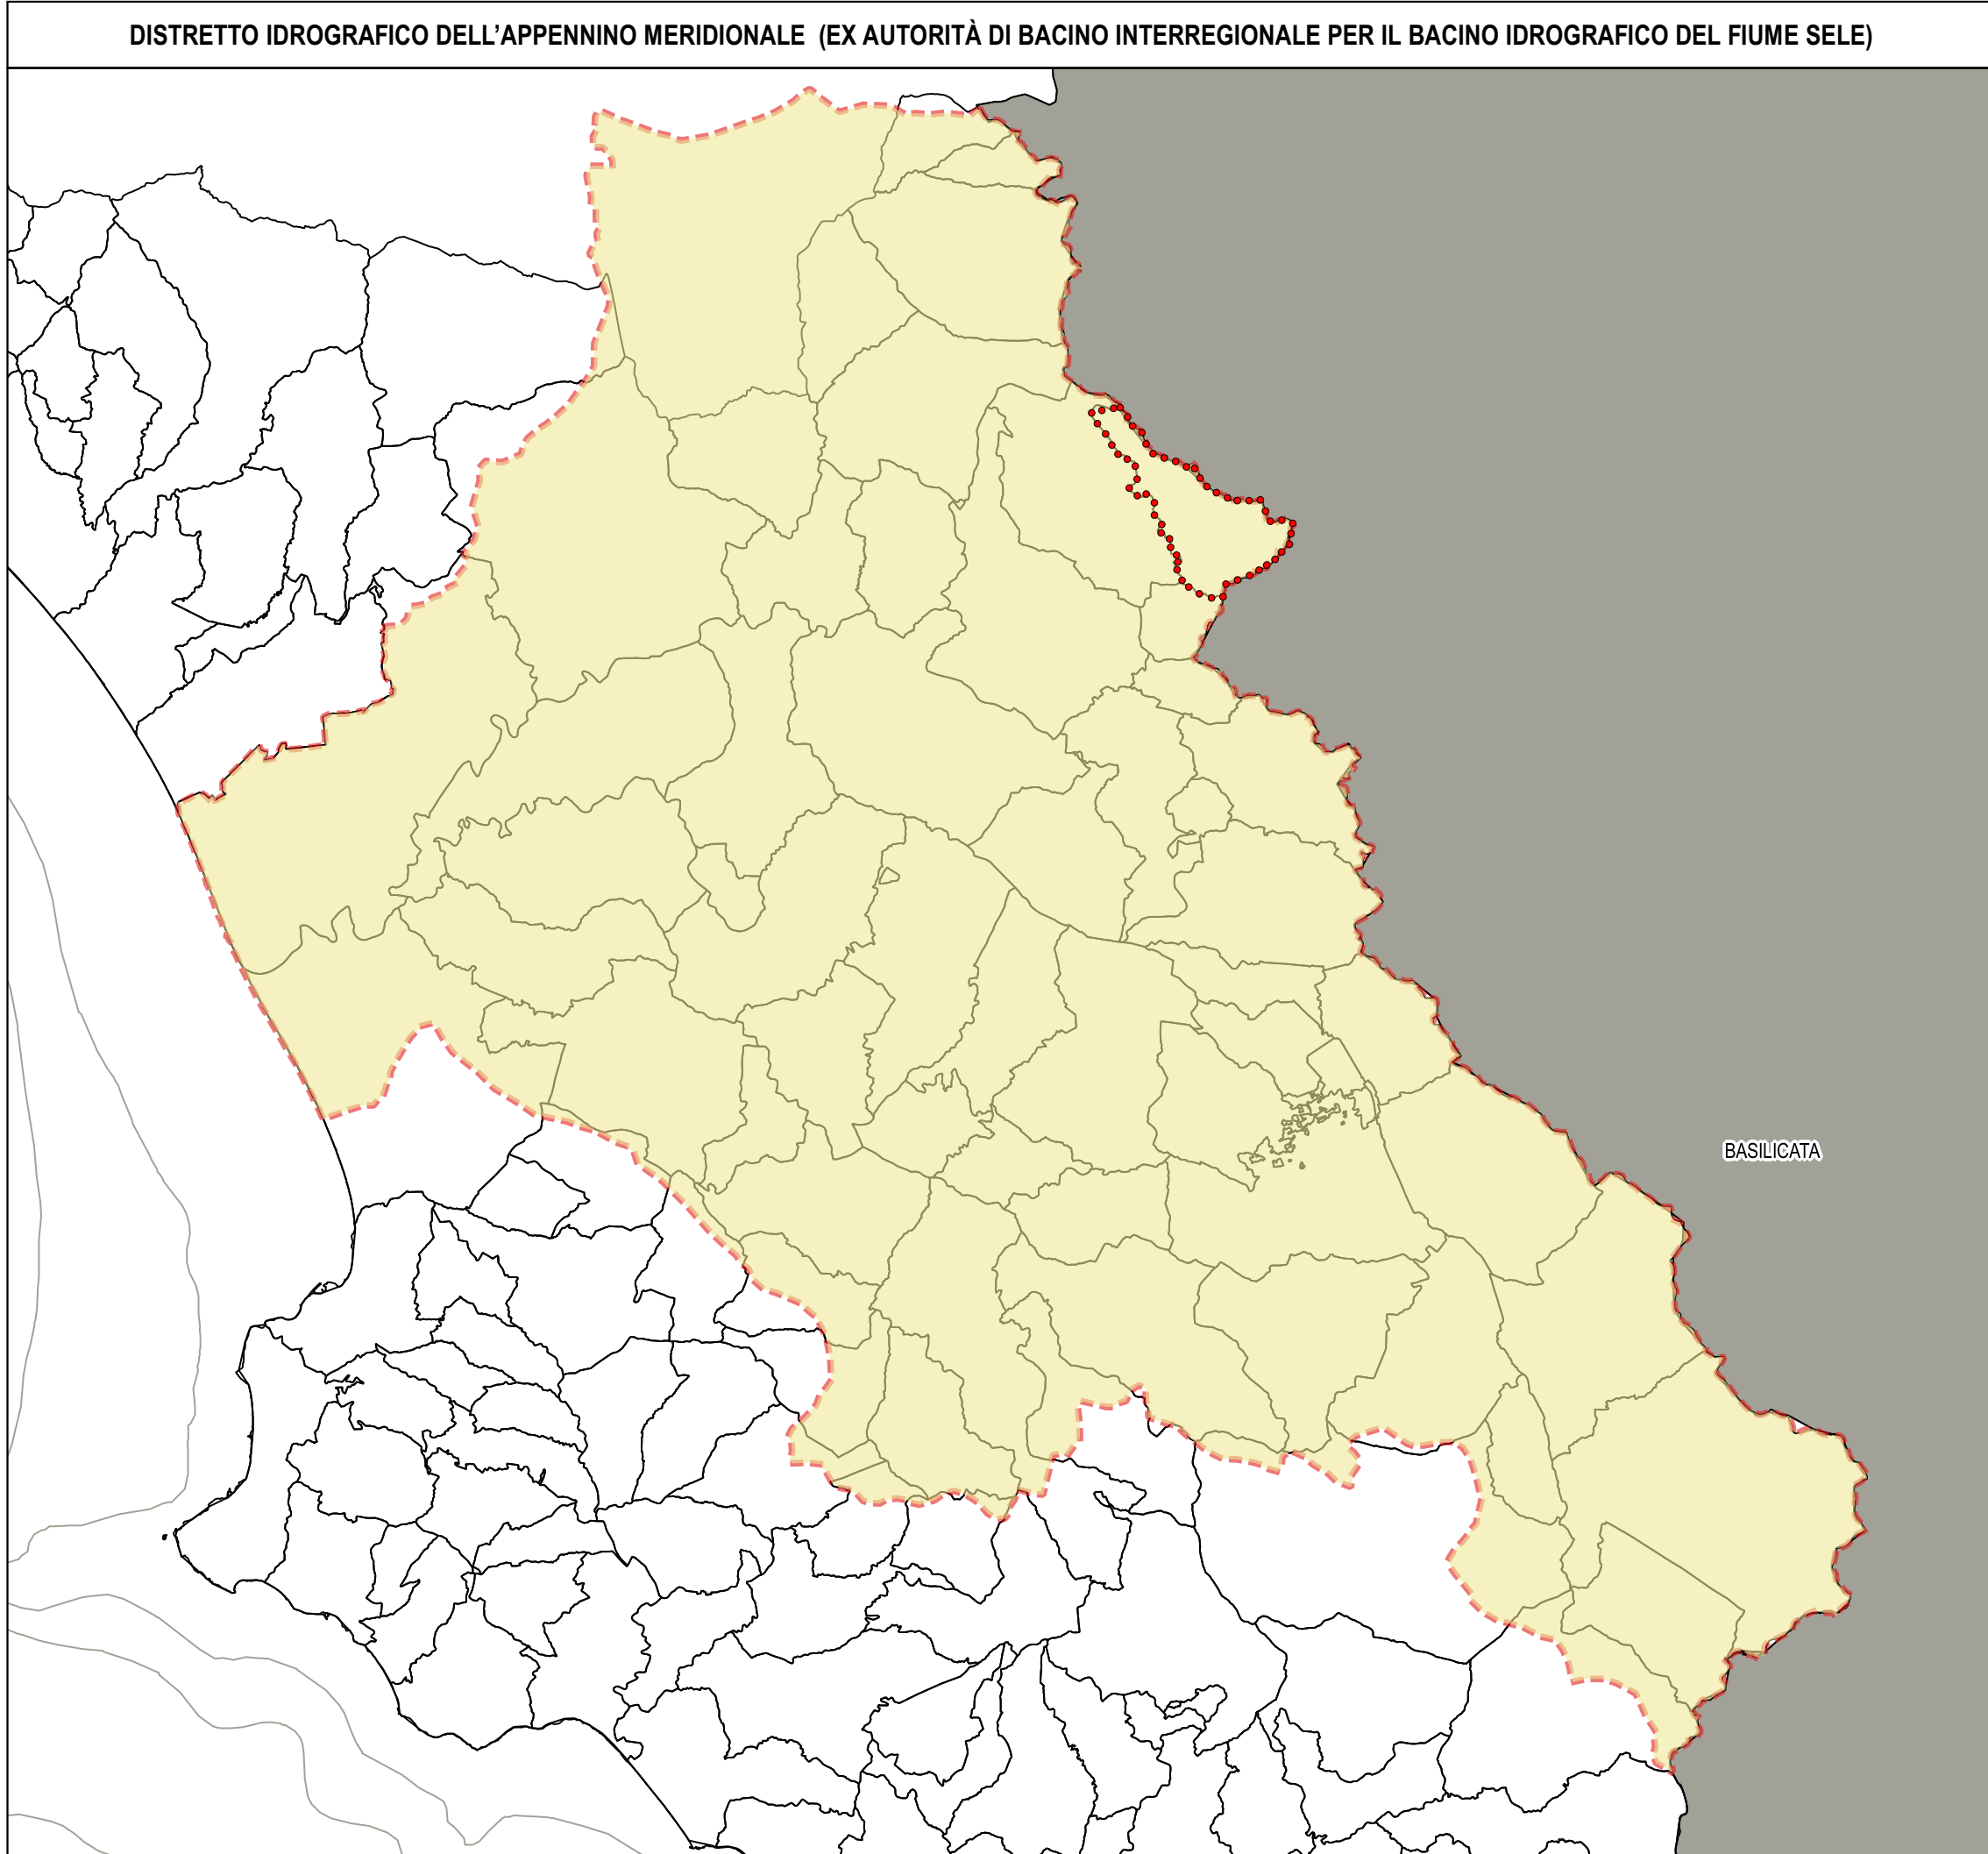 DISTRETTO IDROGRAFICO DELL’APPENNINO MERIDIONALE (EX AUTORITÀ DI BACINO INTERREGIONALE PER IL BACINO IDROGRAFICO DEL FIUME SELE)
BASILICATA